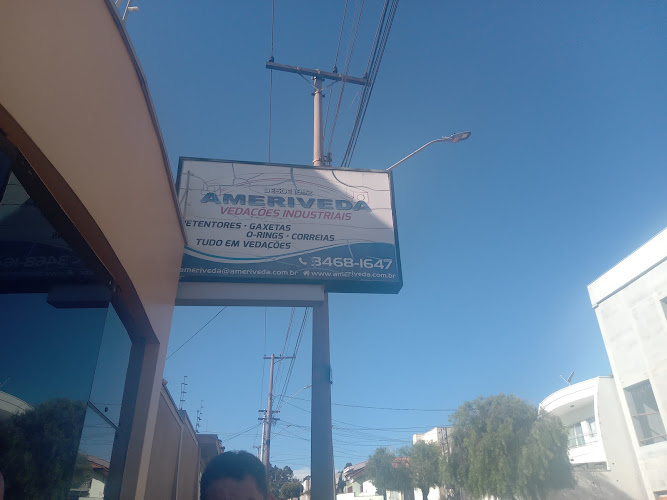 AMERIVEDA
VEDAÇÕES INDUSTRIAIS
RETENTORES · GAXETAS
O-RINGS · CORREIAS
TUDO EM VEDAÇÕES
3468-1647
ameriveda@ameriveda.com.br www.ameriveda.com.br